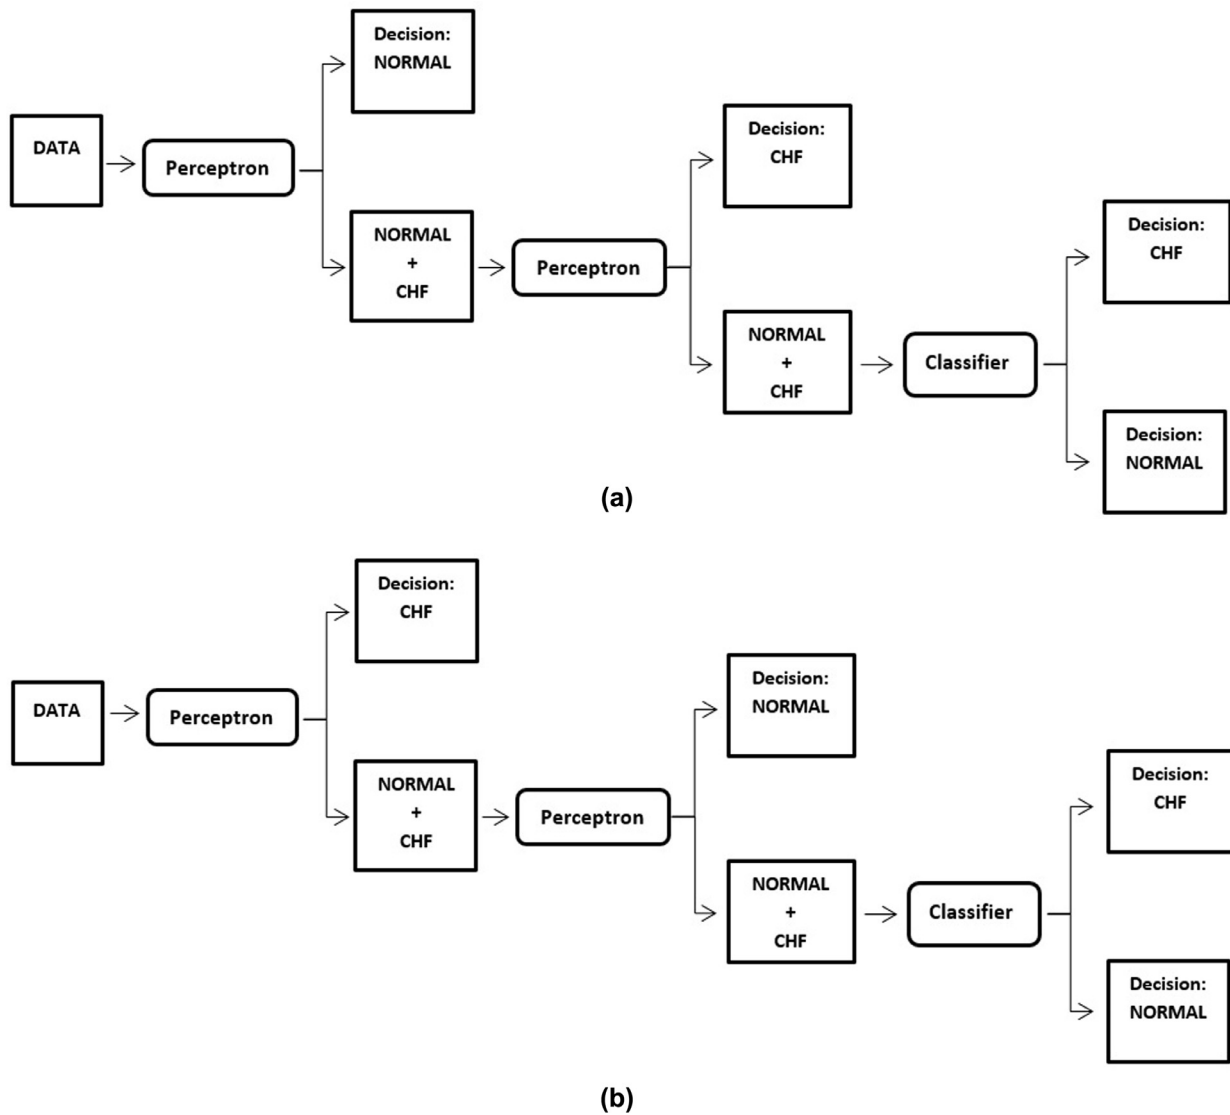 Decision:
NORMAL
DATA
Perceptron
NORMAL
+
CHF
Perceptron
Decision:
CHF
NORMAL
+
CHF
Classifier
Decision:
CHF
Decision:
NORMAL
(a)
Decision:
CHF
DATA
Perceptron
NORMAL
+
CHF
Perceptron
Decision:
NORMAL
NORMAL
+
CHF
Classifier
Decision:
CHF
Decision:
NORMAL
(b)